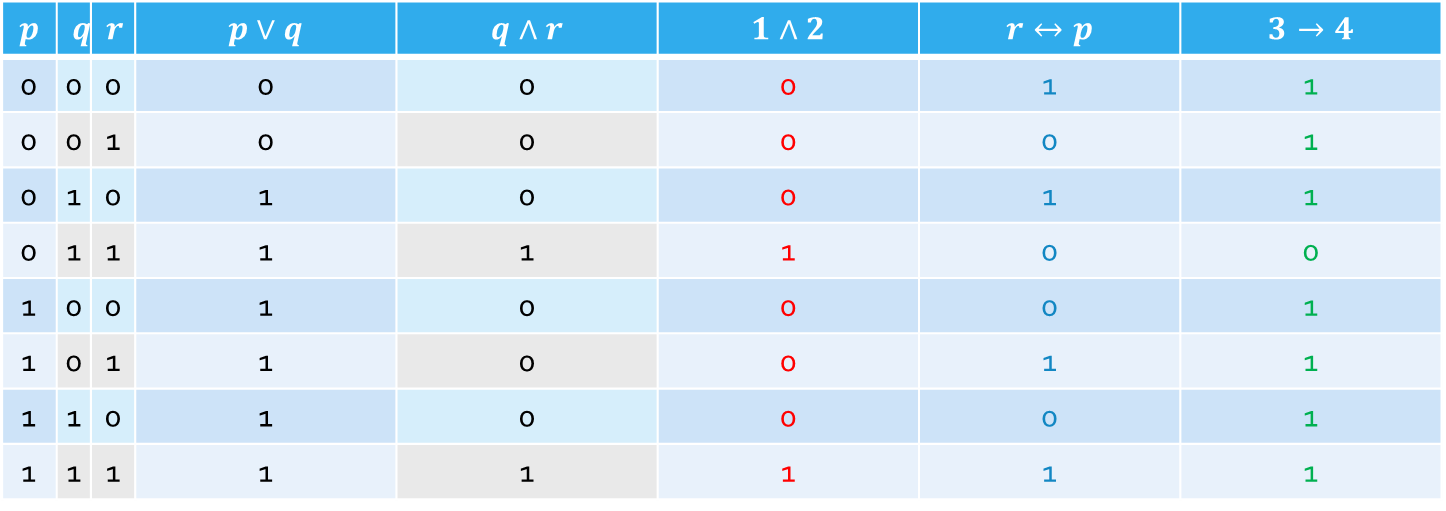 p q r p ∨ q q ∧ r 1 ∧ 2 r ↔ p 3 → 4
0 0 0 0 0 0 1 1
0 0 1 0 0 0 0 1
0 1 0 1 0 0 1 1
0 1 1 1 1 1 0 0
1 0 0 1 0 0 0 1
1 0 1 1 0 0 1 1
1 1 0 1 0 0 0 1
1 1 1 1 1 1 1 1